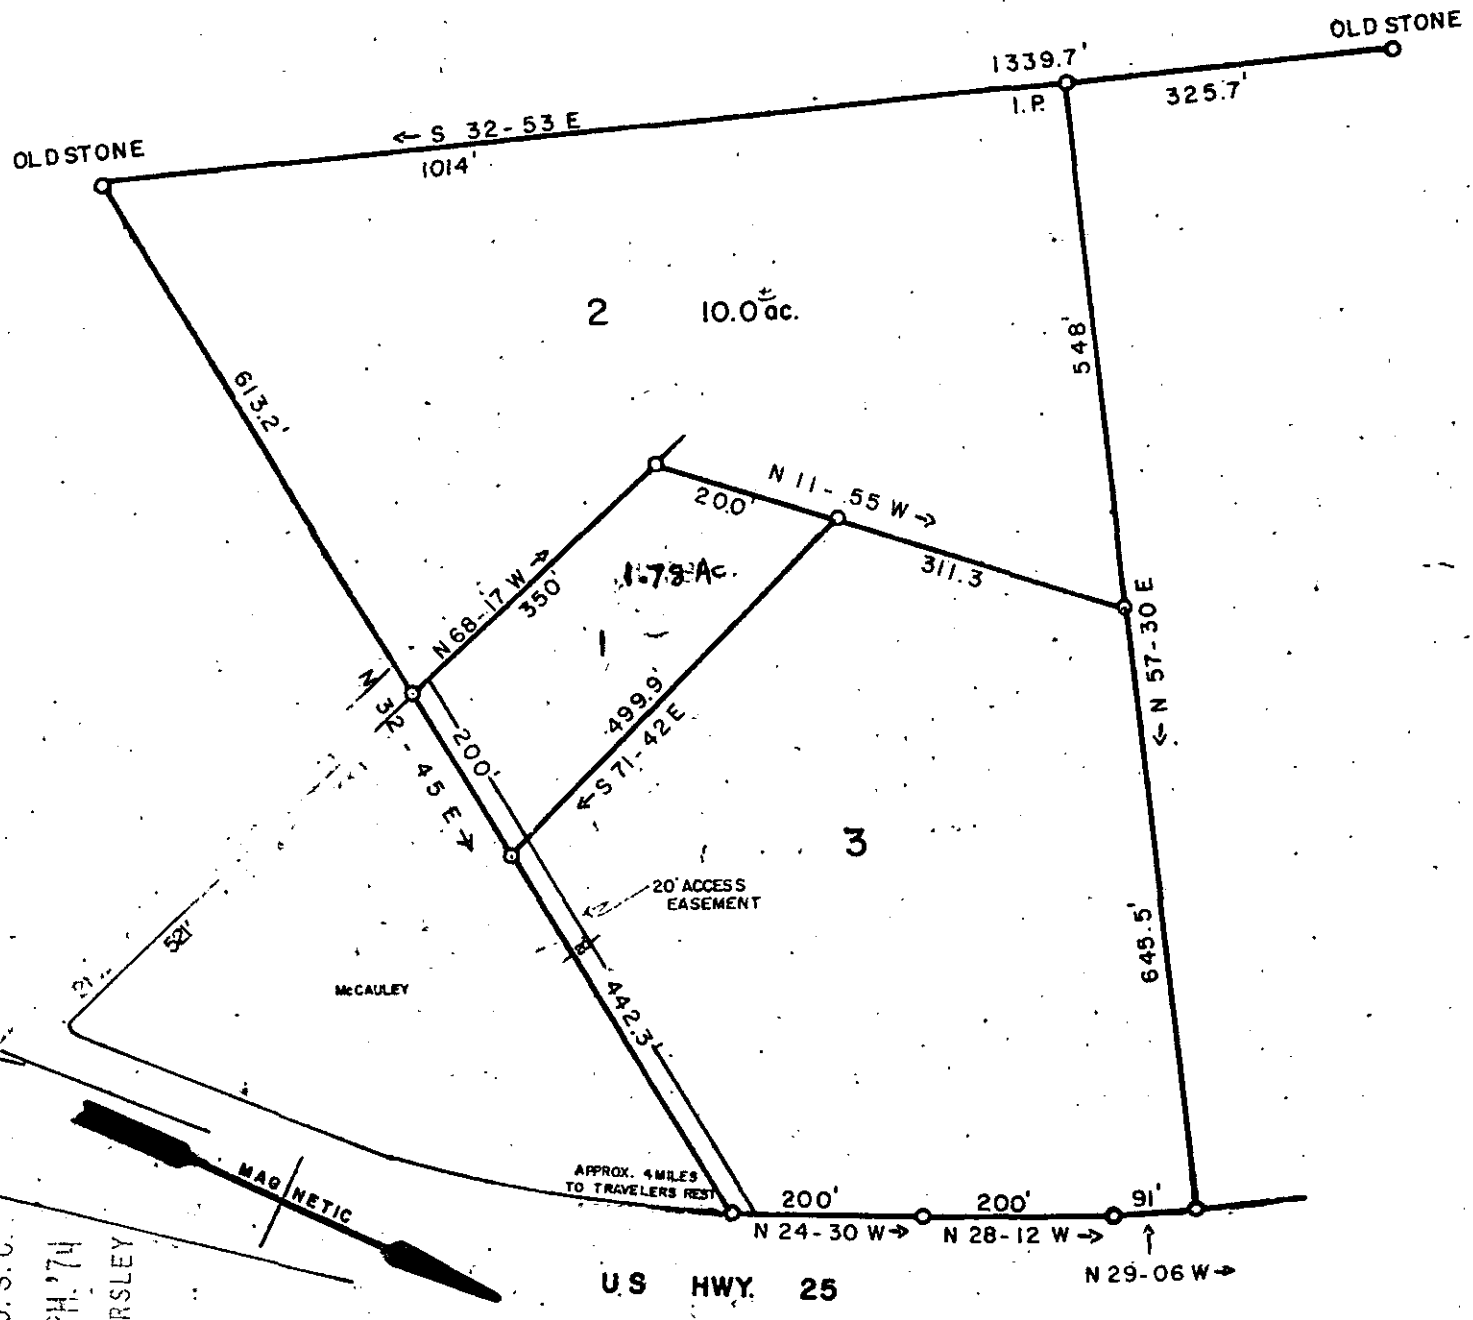 OLD STONE
1339.7'
I.P.
325.7'
← S 32-53 E
1014'
OLD STONE
2 10.0± ac.
548'
613.2'
N 11-55 W →
200'
311.3
1.78 Ac.
N 68-17 W →
350'
1
← N 57-30 E
499.9'
← S 71-42 E
N 32-45 E →
200'
3
20' ACCESS
EASEMENT
521'
645.5'
McCAULEY
442.3'
MAGNETIC
APPROX. 4 MILES
TO TRAVELERS REST
200'
200'
91'
N 24-30 W →
N 28-12 W →
N 29-06 W →
U.S HWY. 25